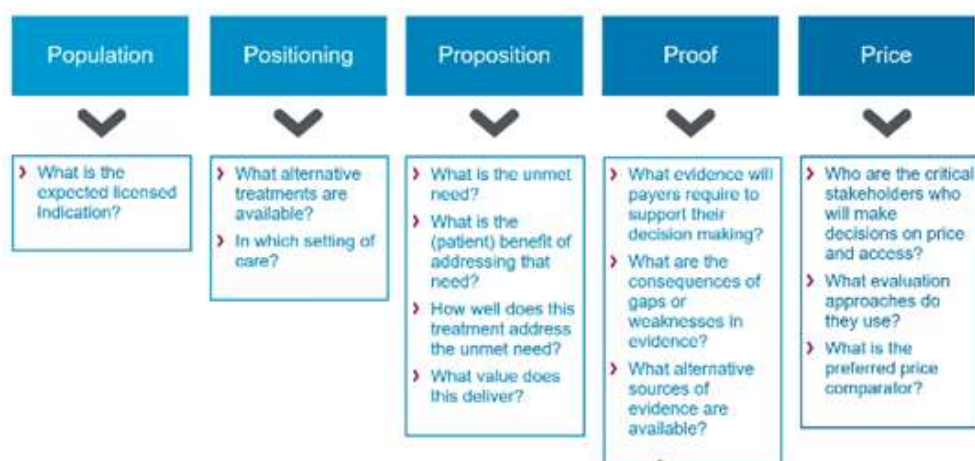 Population
Positioning
Proposition
Proof
Price
What is the
expected licensed
indication?
What alternative
treatments are
available?
In which setting of
care?
What is the unmet
need?
What is the
(patient) benefit of
addressing that
need?
How well does this
treatment address
the unmet need?
What value does
this deliver?
What evidence will
payers require to
support their
decision making?
What are the
consequences of
gaps or
weaknesses in
evidence?
What alternative
sources of
evidence are
available?
Who are the critical
stakeholders who
will make
decisions on price
and access?
What evaluation
approaches do
they use?
What is the
preferred price
comparator?